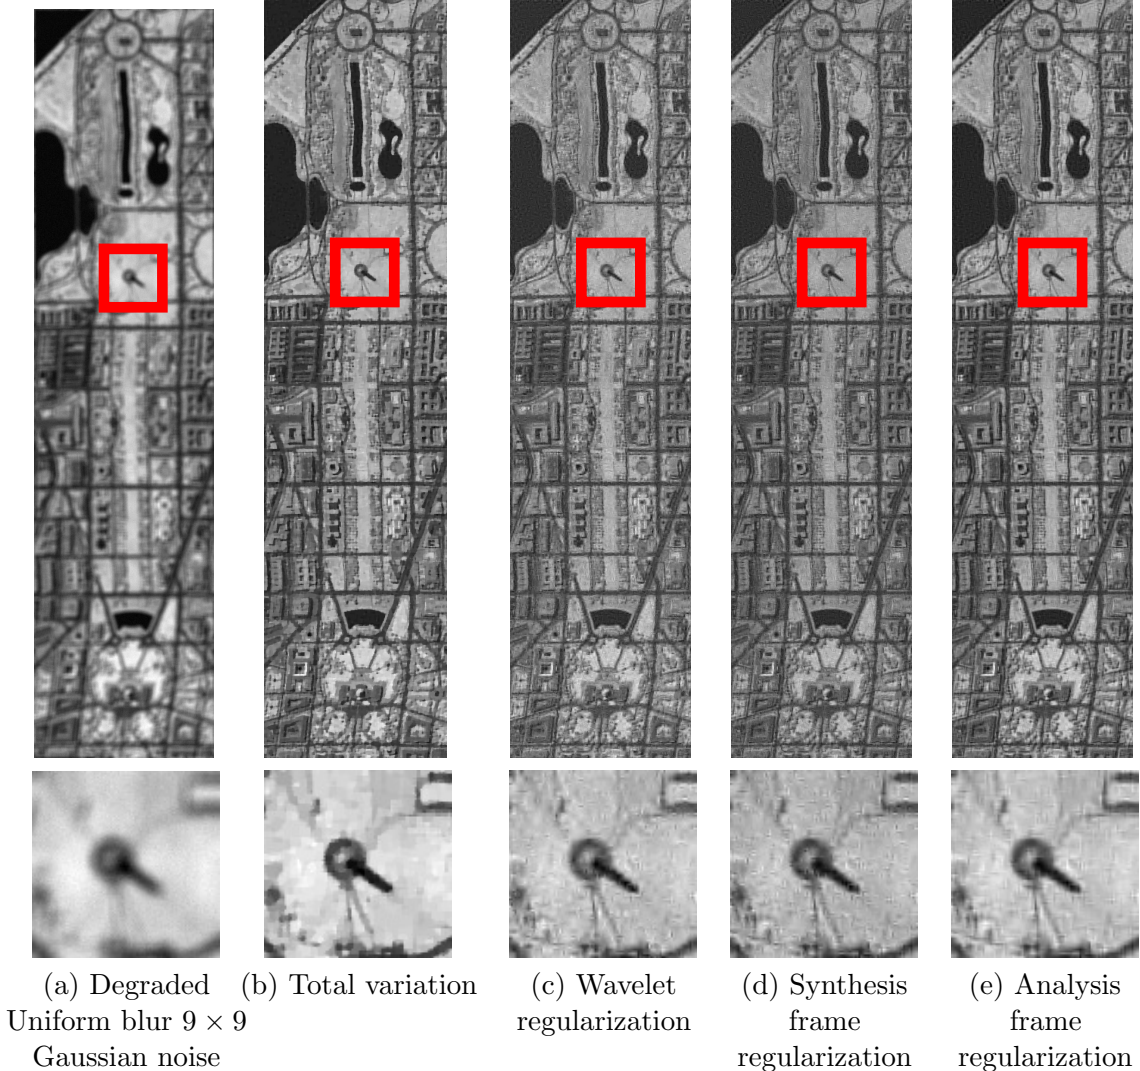 (a) Degraded
Uniform blur 9 × 9
Gaussian noise
(b) Total variation
(c) Wavelet
regularization
(d) Synthesis
frame
regularization
(e) Analysis
frame
regularization